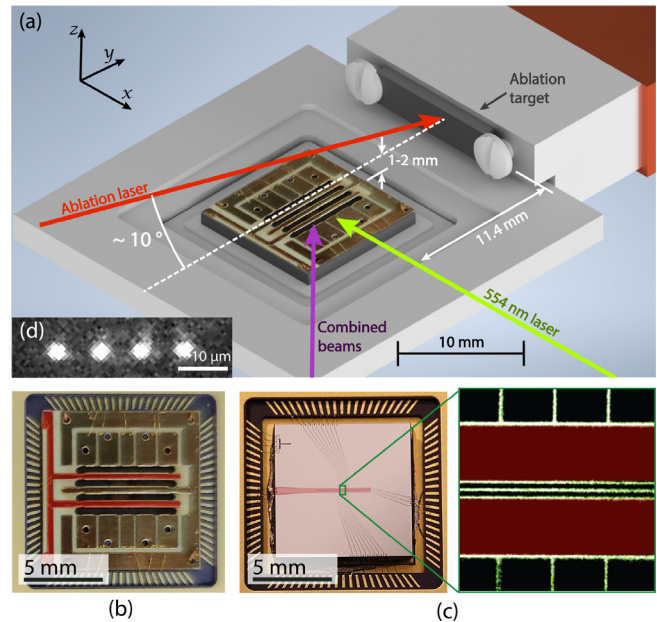 (a)
z
y
x
Ablation
target
1-2 mm
Ablation laser
~ 10 °
11.4 mm
554 nm laser
Combined
beams
10 mm
(d)
10 µm
5 mm
5 mm
(b)
(c)